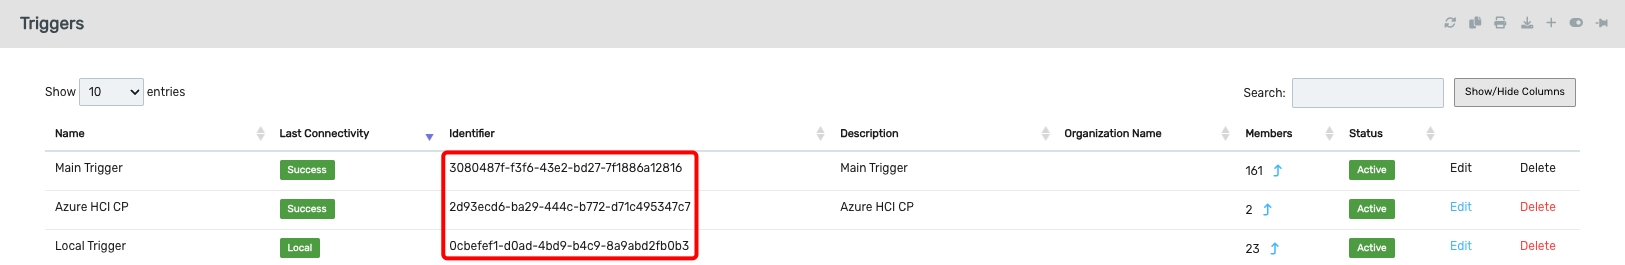 Triggers
Show 10 entries Search: Show/Hide Columns
Name Last Connectivity Identifier Description Organization Name Members Status
Main Trigger Success 3080487f-f3f6-43e2-bd27-7f1886a12816 Main Trigger 161 Active Edit Delete
Azure HCI CP Success 2d93ecd6-ba29-444c-b772-d71c495347c7 Azure HCI CP 2 Active Edit Delete
Local Trigger Local 0cbefef1-d0ad-4bd9-b4c9-8a9abd2fb0b3 23 Active Edit Delete